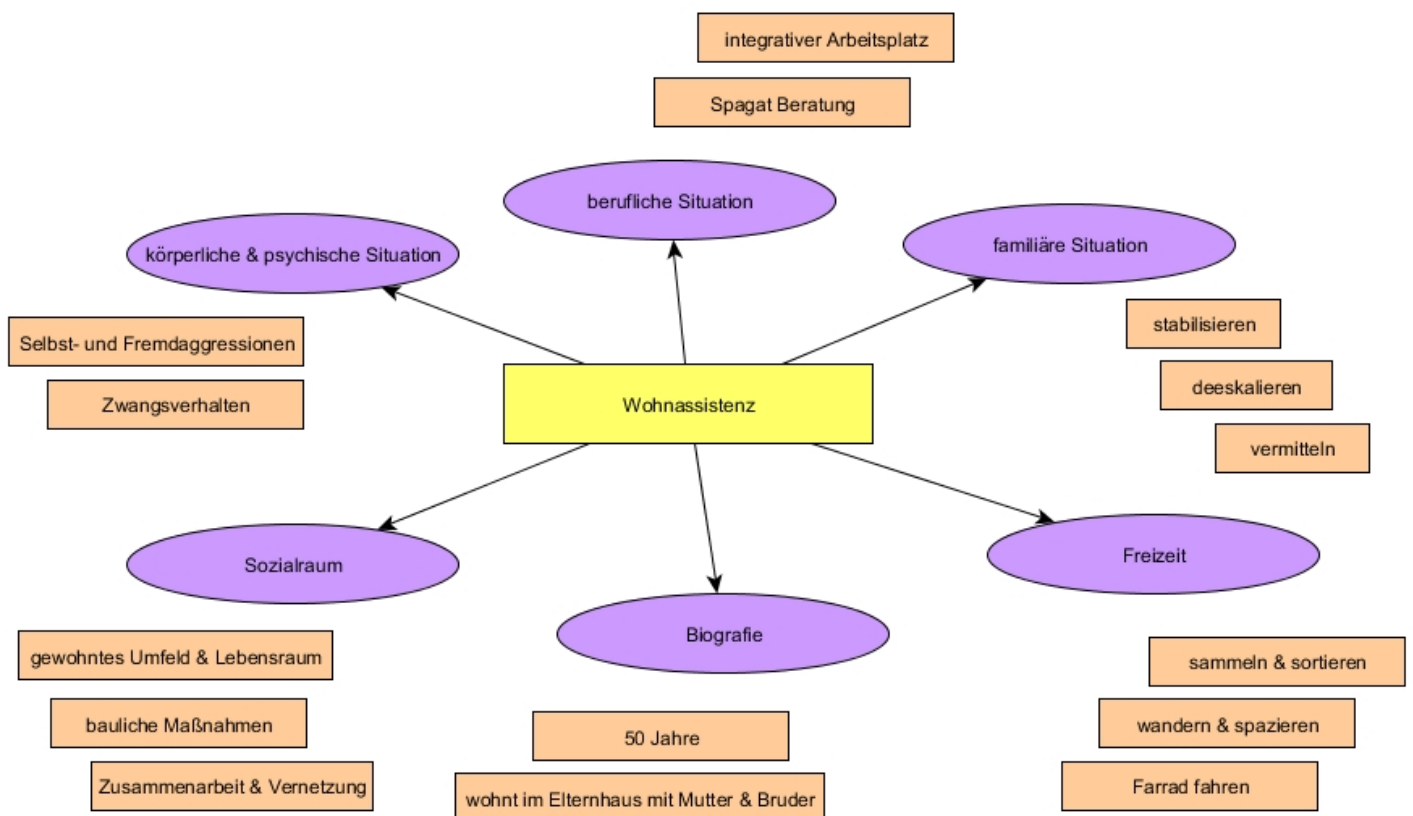 integrativer Arbeitsplatz
Spagat Beratung
berufliche Situation
körperliche & psychische Situation
familiäre Situation
Selbst- und Fremdaggressionen
Zwangsverhalten
stabilisieren
deeskalieren
vermitteln
Wohnassistenz
Sozialraum
Biografie
Freizeit
gewohntes Umfeld & Lebensraum
bauliche Maßnahmen
Zusammenarbeit & Vernetzung
50 Jahre
wohnt im Elternhaus mit Mutter & Bruder
sammeln & sortieren
wandern & spazieren
Farrad fahren